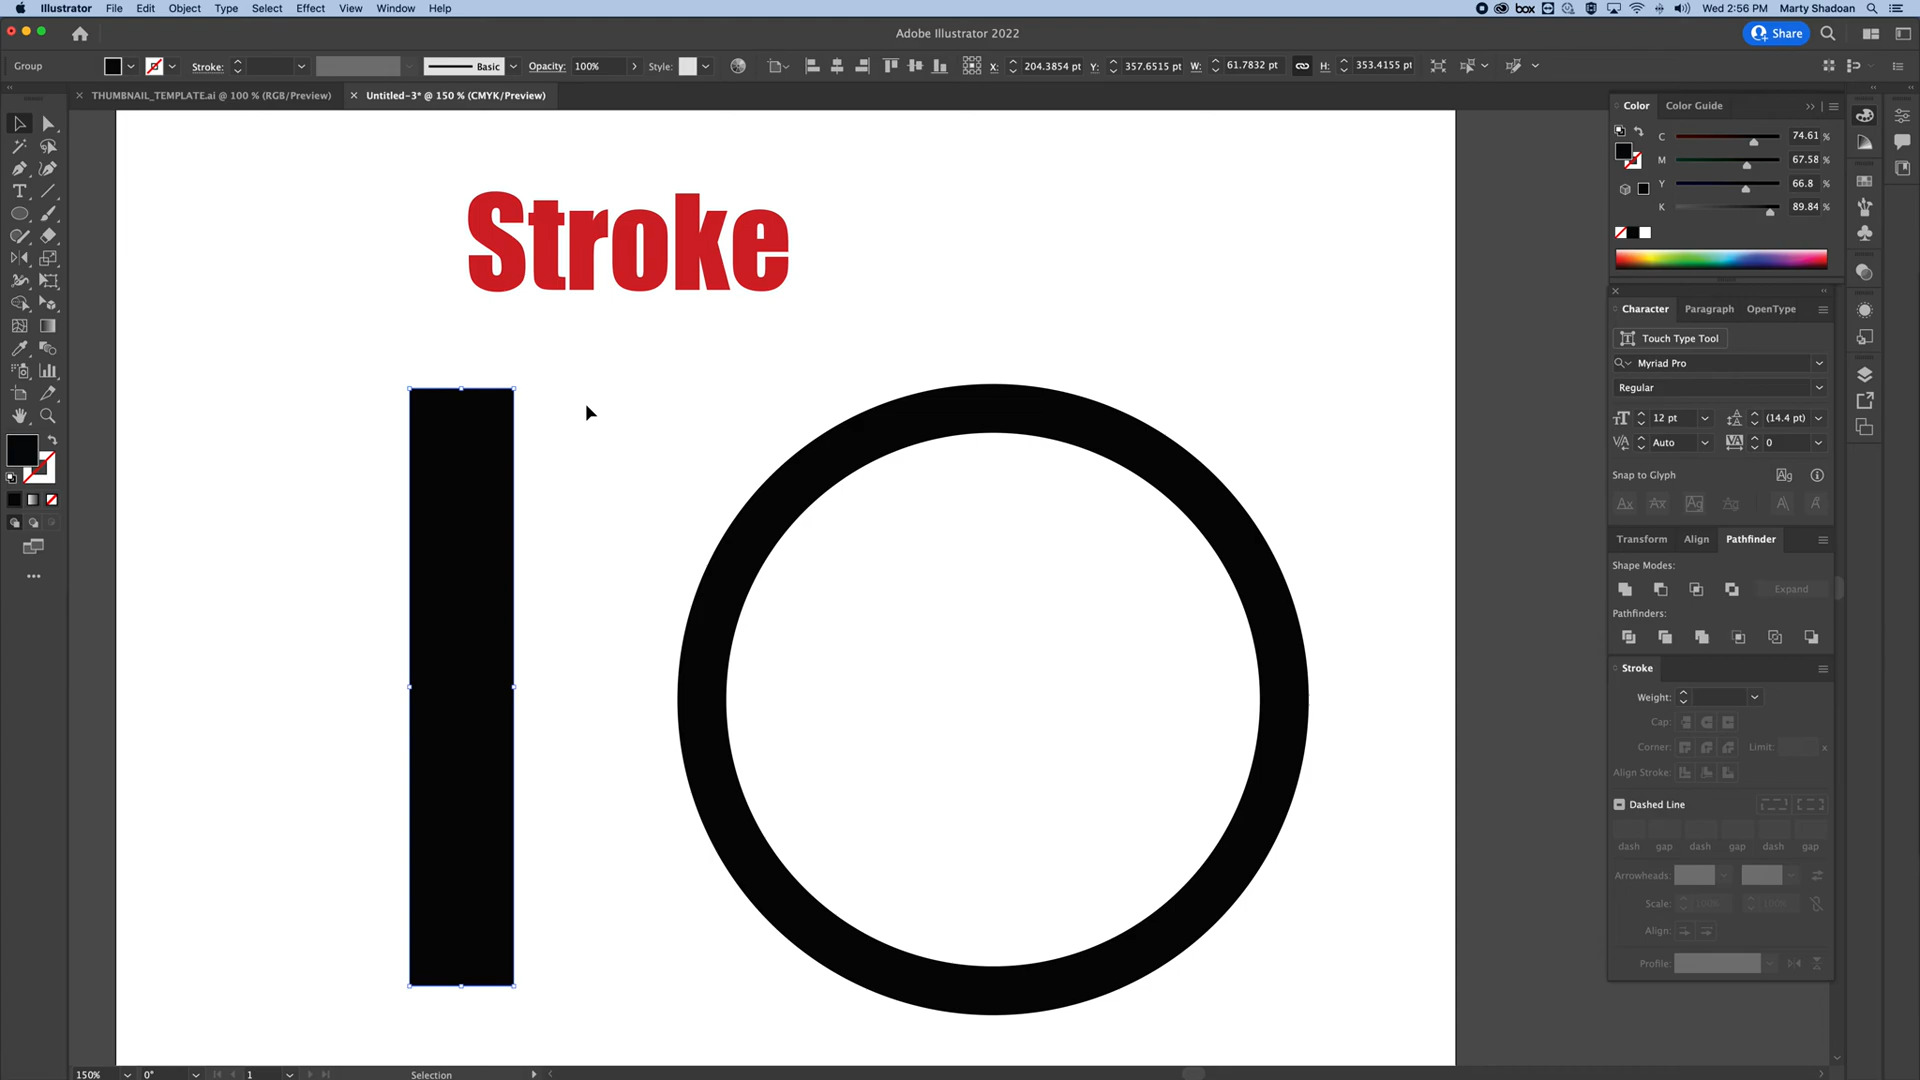 Illustrator File Edit Object Type Select Effect View Window Help
box Wed 2:56 PM Marty Shadoan
Adobe Illustrator 2022
Share
Group Stroke: Basic Opacity: 100% Style: X: 204.3854 pt Y: 357.6515 pt W: 61.7832 pt H: 353.4155 pt
THUMBNAIL_TEMPLATE.ai @ 100 % (RGB/Preview) Untitled-3* @ 150 % (CMYK/Preview)
Color Color Guide
C 74.61 %
M 67.58 %
Y 66.8 %
K 89.84 %
Stroke
Character Paragraph OpenType
Touch Type Tool
Myriad Pro
Regular
12 pt (14.4 pt)
Auto 0
Snap to Glyph
Transform Align Pathfinder
Shape Modes:
Expand
Pathfinders:
Stroke
Weight:
Cap:
Corner: Limit: x
Align Stroke:
Dashed Line
dash gap dash gap dash gap
Arrowheads:
Scale: 100% 100%
Align:
Profile:
150% 0° 1 Selection